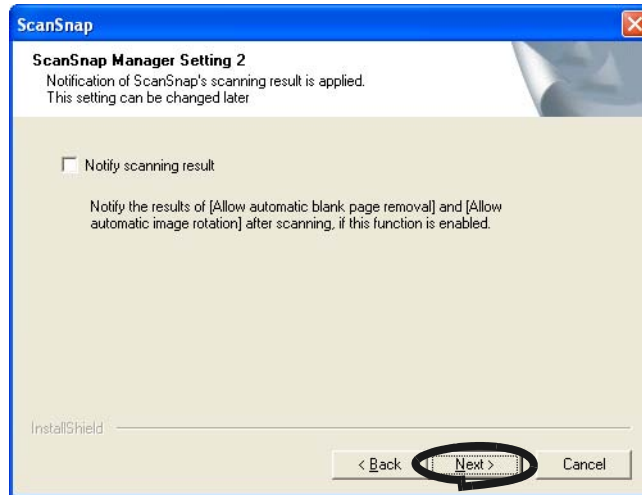 ScanSnap
ScanSnap Manager Setting 2
Notification of ScanSnap's scanning result is applied.
This setting can be changed later
Notify scanning result
Notify the results of [Allow automatic blank page removal] and [Allow
automatic image rotation] after scanning, if this function is enabled.
InstallShield
< Back
Next >
Cancel